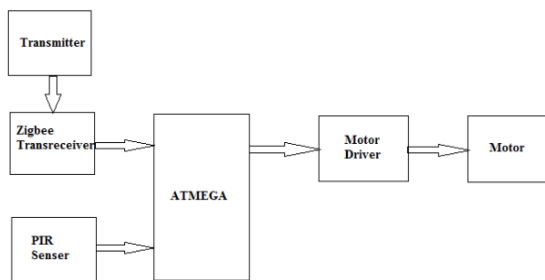 Transmitter
Zigbee
Transreceiver
ATMEGA
Motor
Driver
Motor
PIR
Senser